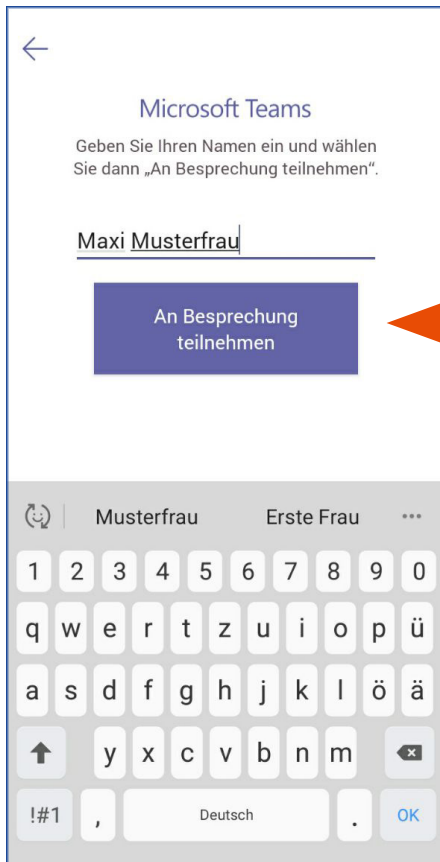 Microsoft Teams
Geben Sie Ihren Namen ein und wählen
Sie dann „An Besprechung teilnehmen“.
Maxi Musterfrau
An Besprechung
teilnehmen
Musterfrau Erste Frau ...
1 2 3 4 5 6 7 8 9 0
q w e r t z u i o p ü
a s d f g h j k l ö ä
y x c v b n m
!#1 , Deutsch . OK